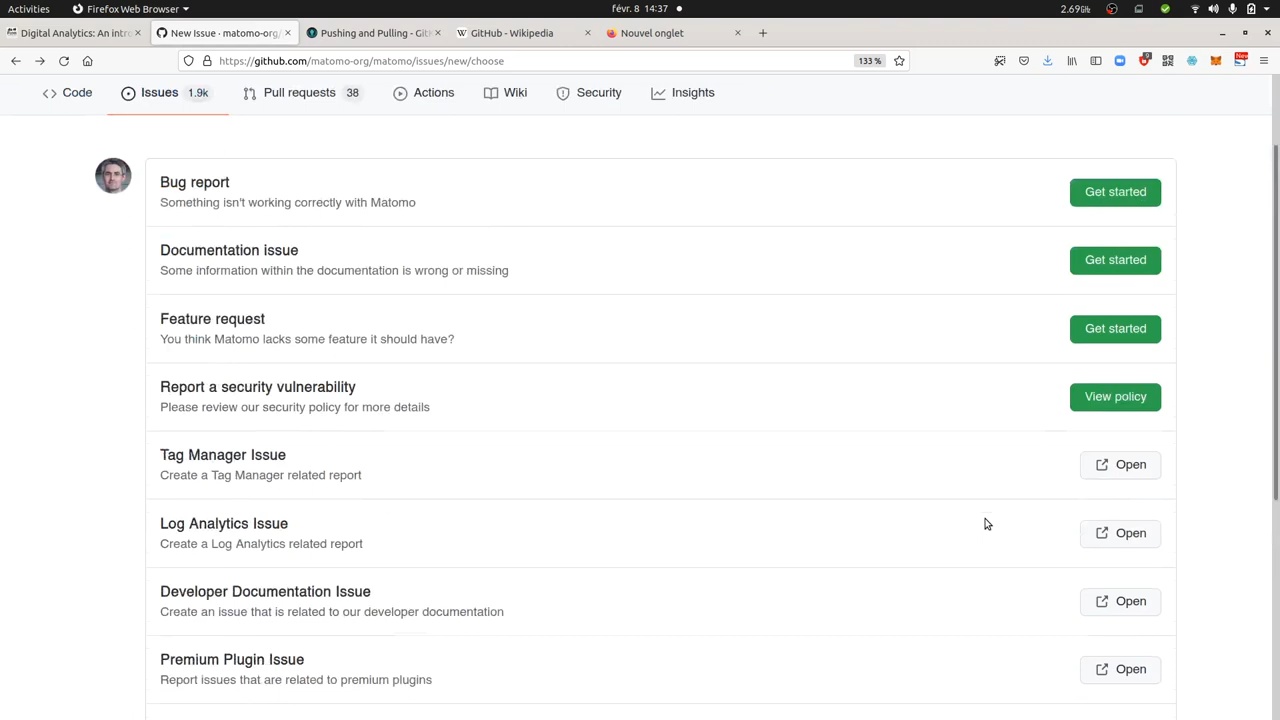 Activities Firefox Web Browser févr. 8 14:37 2.69GHz
Digital Analytics: An intr New Issue · matomo-org/ Pushing and Pulling - Gitk GitHub - Wikipedia Nouvel onglet
https://github.com/matomo-org/matomo/issues/new/choose 133 % 9 New
Code Issues 1.9k Pull requests 38 Actions Wiki Security Insights
Bug report
Something isn't working correctly with Matomo
Get started
Documentation issue
Some information within the documentation is wrong or missing
Get started
Feature request
You think Matomo lacks some feature it should have?
Get started
Report a security vulnerability
Please review our security policy for more details
View policy
Tag Manager Issue
Create a Tag Manager related report
Open
Log Analytics Issue
Create a Log Analytics related report
Open
Developer Documentation Issue
Create an issue that is related to our developer documentation
Open
Premium Plugin Issue
Report issues that are related to premium plugins
Open